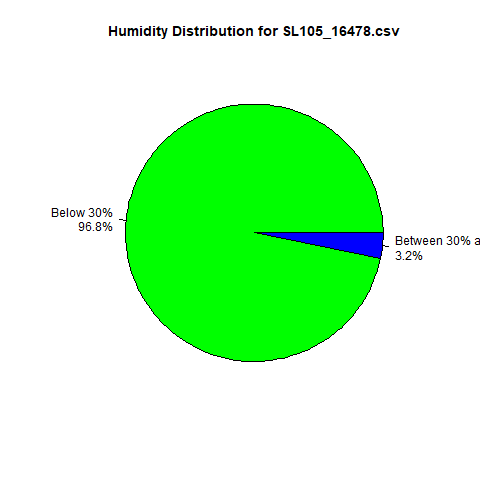 Humidity Distribution for SL105_16478.csv
Below 30%
96.8%
Between 30% a
3.2%